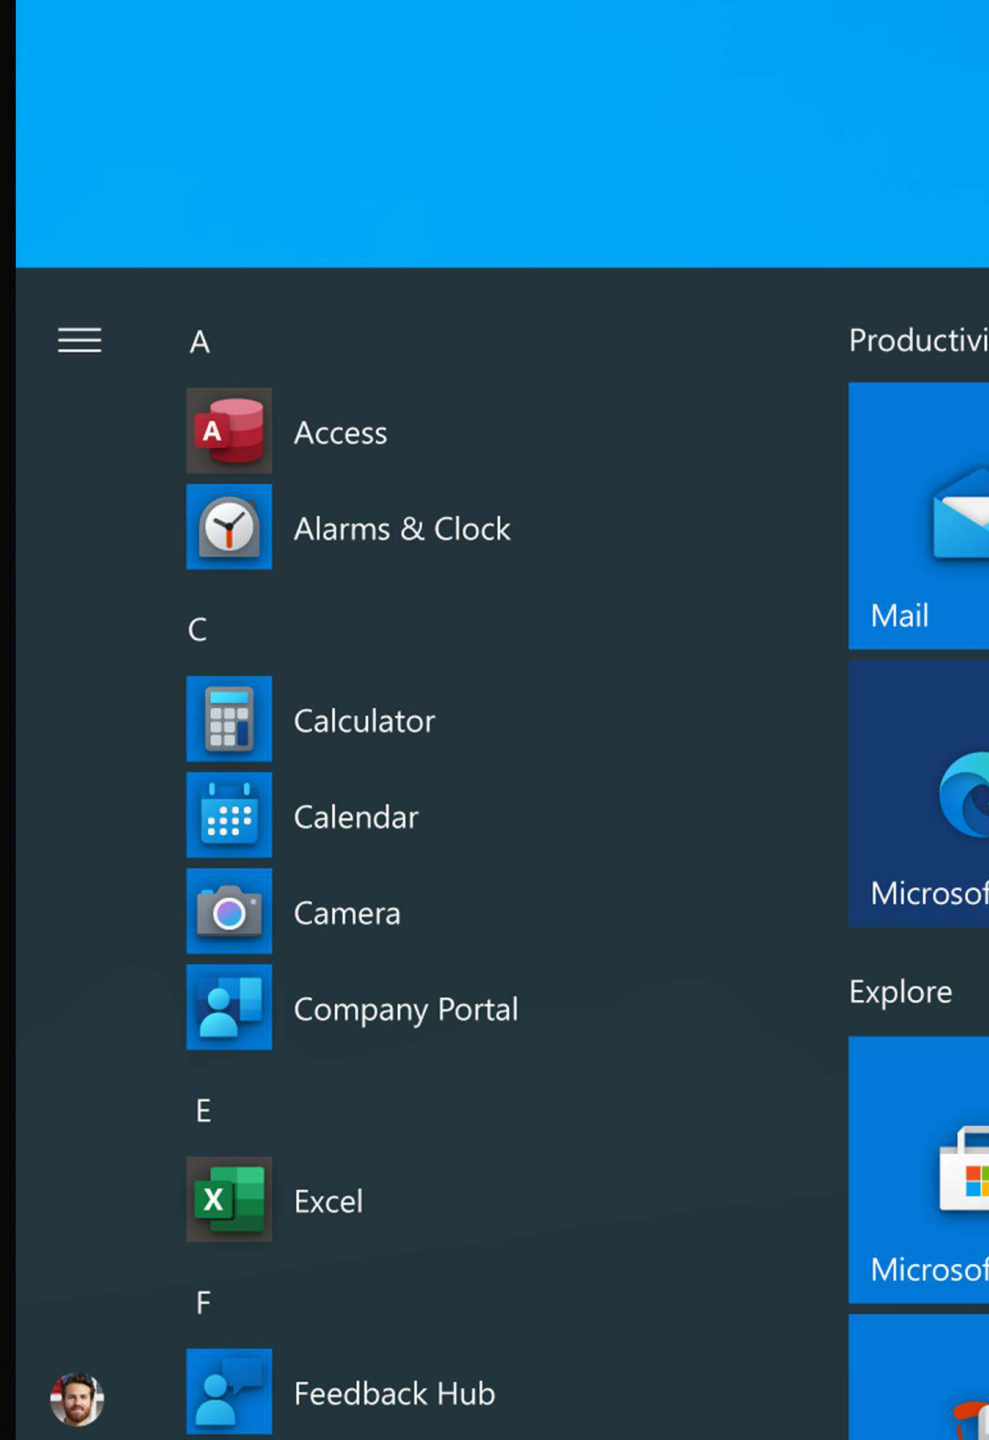 A
Access
Alarms & Clock
C
Calculator
Calendar
Camera
Company Portal
E
Excel
F
Feedback Hub
Productivi
Mail
Microsof
Explore
Microsof